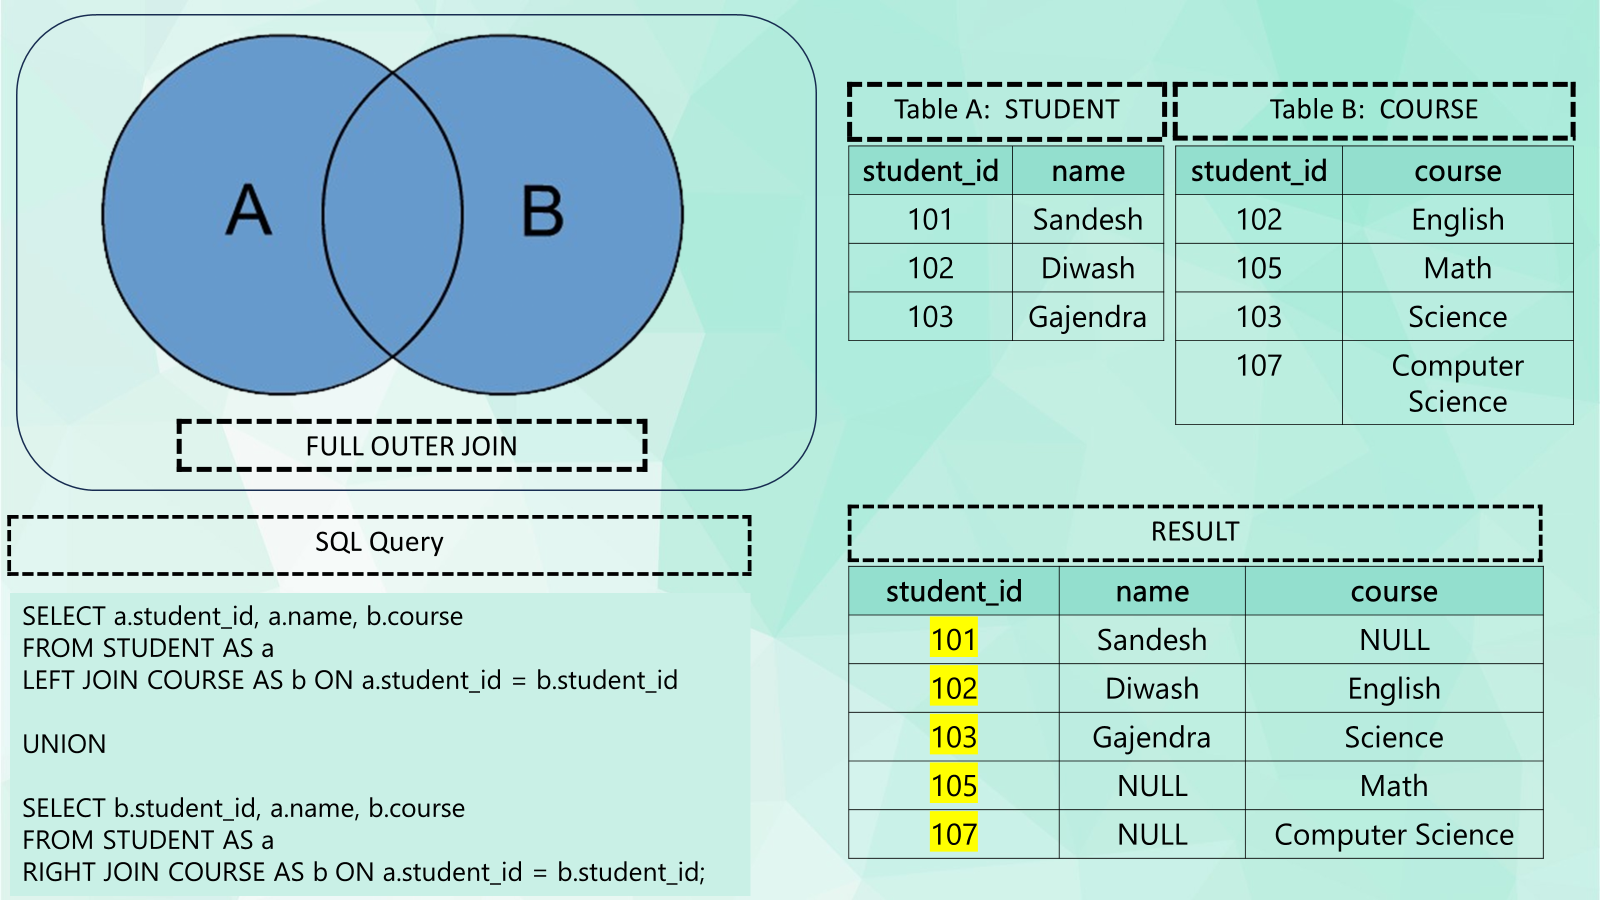 A
B
FULL OUTER JOIN
Table A:  STUDENT
student_id name
101 Sandesh
102 Diwash
103 Gajendra
Table B:  COURSE
student_id course
102 English
105 Math
103 Science
107 Computer
Science
SQL Query
SELECT a.student_id, a.name, b.course
FROM STUDENT AS a
LEFT JOIN COURSE AS b ON a.student_id = b.student_id
UNION
SELECT b.student_id, a.name, b.course
FROM STUDENT AS a
RIGHT JOIN COURSE AS b ON a.student_id = b.student_id;
RESULT
student_id name course
101 Sandesh NULL
102 Diwash English
103 Gajendra Science
105 NULL Math
107 NULL Computer Science